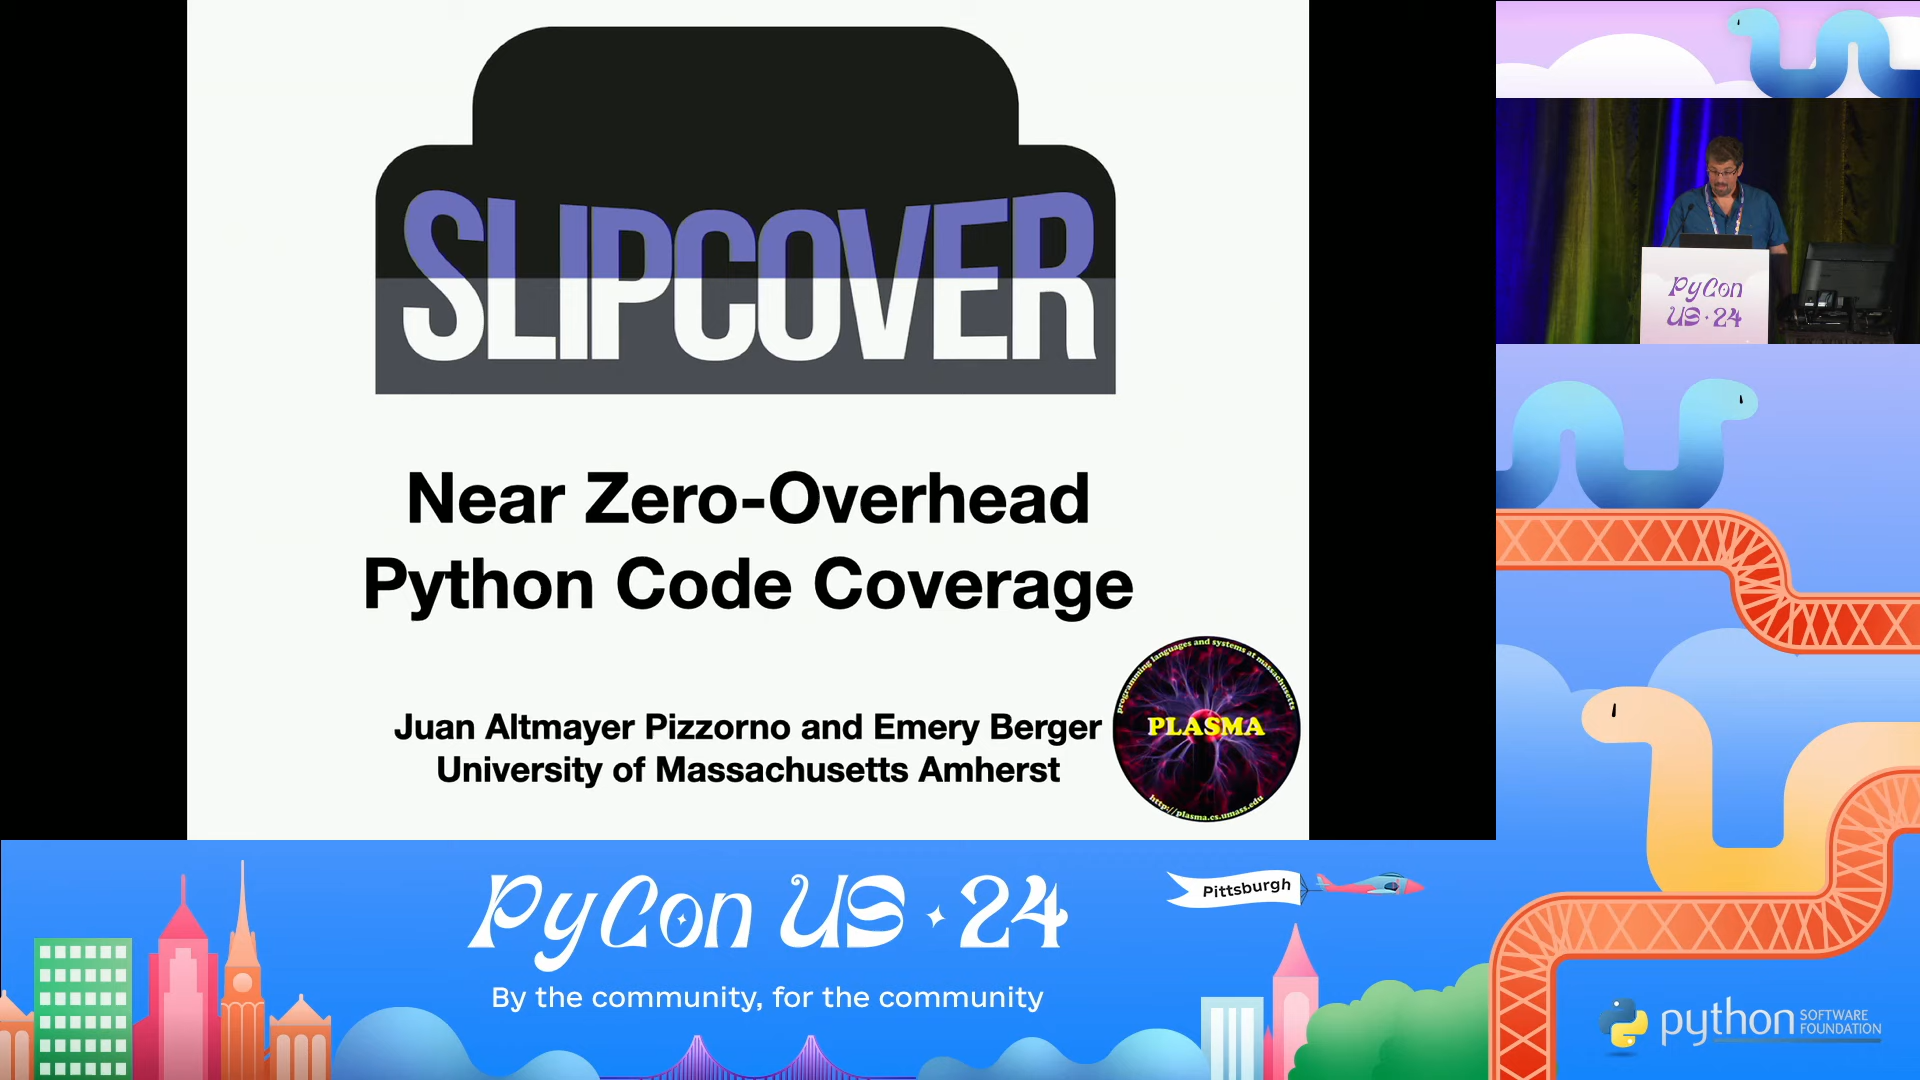 SLIPCOVER
Near Zero-Overhead
Python Code Coverage
Juan Altmayer Pizzorno and Emery Berger
University of Massachusetts Amherst
programming languages and systems at massachusetts
PLASMA
http://plasma.cs.umass.edu
PyCon
US · 24
PyCon US · 24
By the community, for the community
Pittsburgh
python
SOFTWARE
FOUNDATION